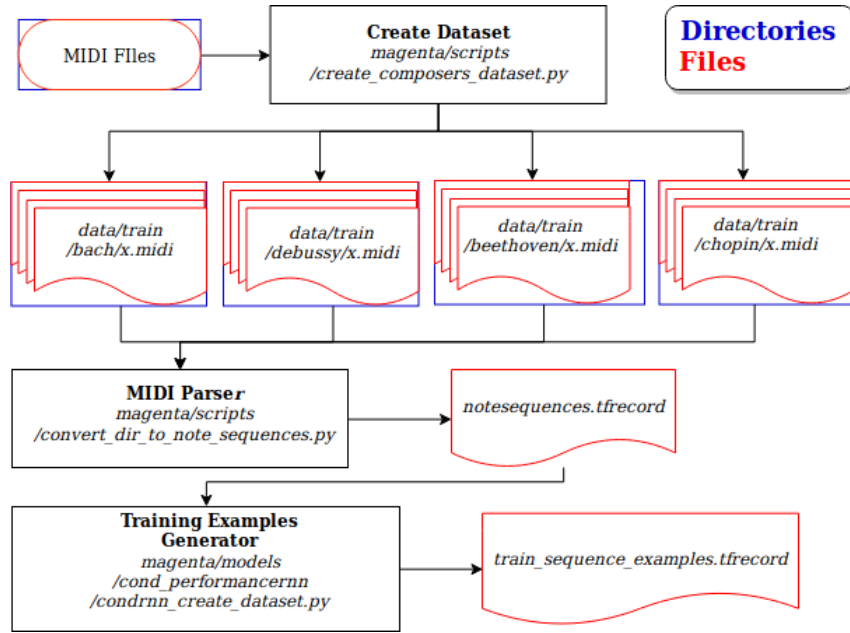 MIDI FIles
Create Dataset
magenta/scripts
/create_composers_dataset.py
Directories
Files
data/train
/bach/x.midi
data/train
/debussy/x.midi
data/train
/beethoven/x.midi
data/train
/chopin/x.midi
MIDI Parser
magenta/scripts
/convert_dir_to_note_sequences.py
notesequences.tfrecord
Training Examples
Generator
magenta/models
/cond_performancernn
/condrnn_create_dataset.py
train_sequence_examples.tfrecord